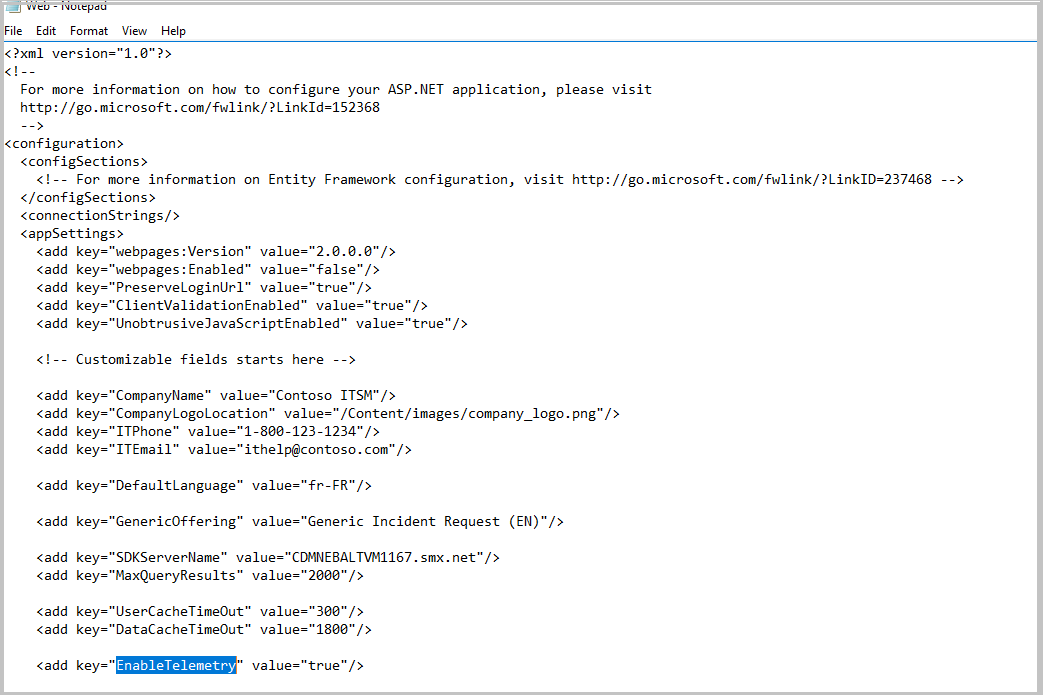 Web - Notepad
File Edit Format View Help
<?xml version="1.0"?>
<!--
  For more information on how to configure your ASP.NET application, please visit
  http://go.microsoft.com/fwlink/?LinkId=152368
  -->
<configuration>
  <configSections>
    <!-- For more information on Entity Framework configuration, visit http://go.microsoft.com/fwlink/?LinkID=237468 -->
  </configSections>
  <connectionStrings/>
  <appSettings>
    <add key="webpages:Version" value="2.0.0.0"/>
    <add key="webpages:Enabled" value="false"/>
    <add key="PreserveLoginUrl" value="true"/>
    <add key="ClientValidationEnabled" value="true"/>
    <add key="UnobtrusiveJavaScriptEnabled" value="true"/>
    <!-- Customizable fields starts here -->
    <add key="CompanyName" value="Contoso ITSM"/>
    <add key="CompanyLogoLocation" value="/Content/images/company_logo.png"/>
    <add key="ITPhone" value="1-800-123-1234"/>
    <add key="ITEmail" value="ithelp@contoso.com"/>
    <add key="DefaultLanguage" value="fr-FR"/>
    <add key="GenericOffering" value="Generic Incident Request (EN)"/>
    <add key="SDKServerName" value="CDMNEBALTVM1167.smx.net"/>
    <add key="MaxQueryResults" value="2000"/>
    <add key="UserCacheTimeOut" value="300"/>
    <add key="DataCacheTimeOut" value="1800"/>
    <add key="EnableTelemetry" value="true"/>